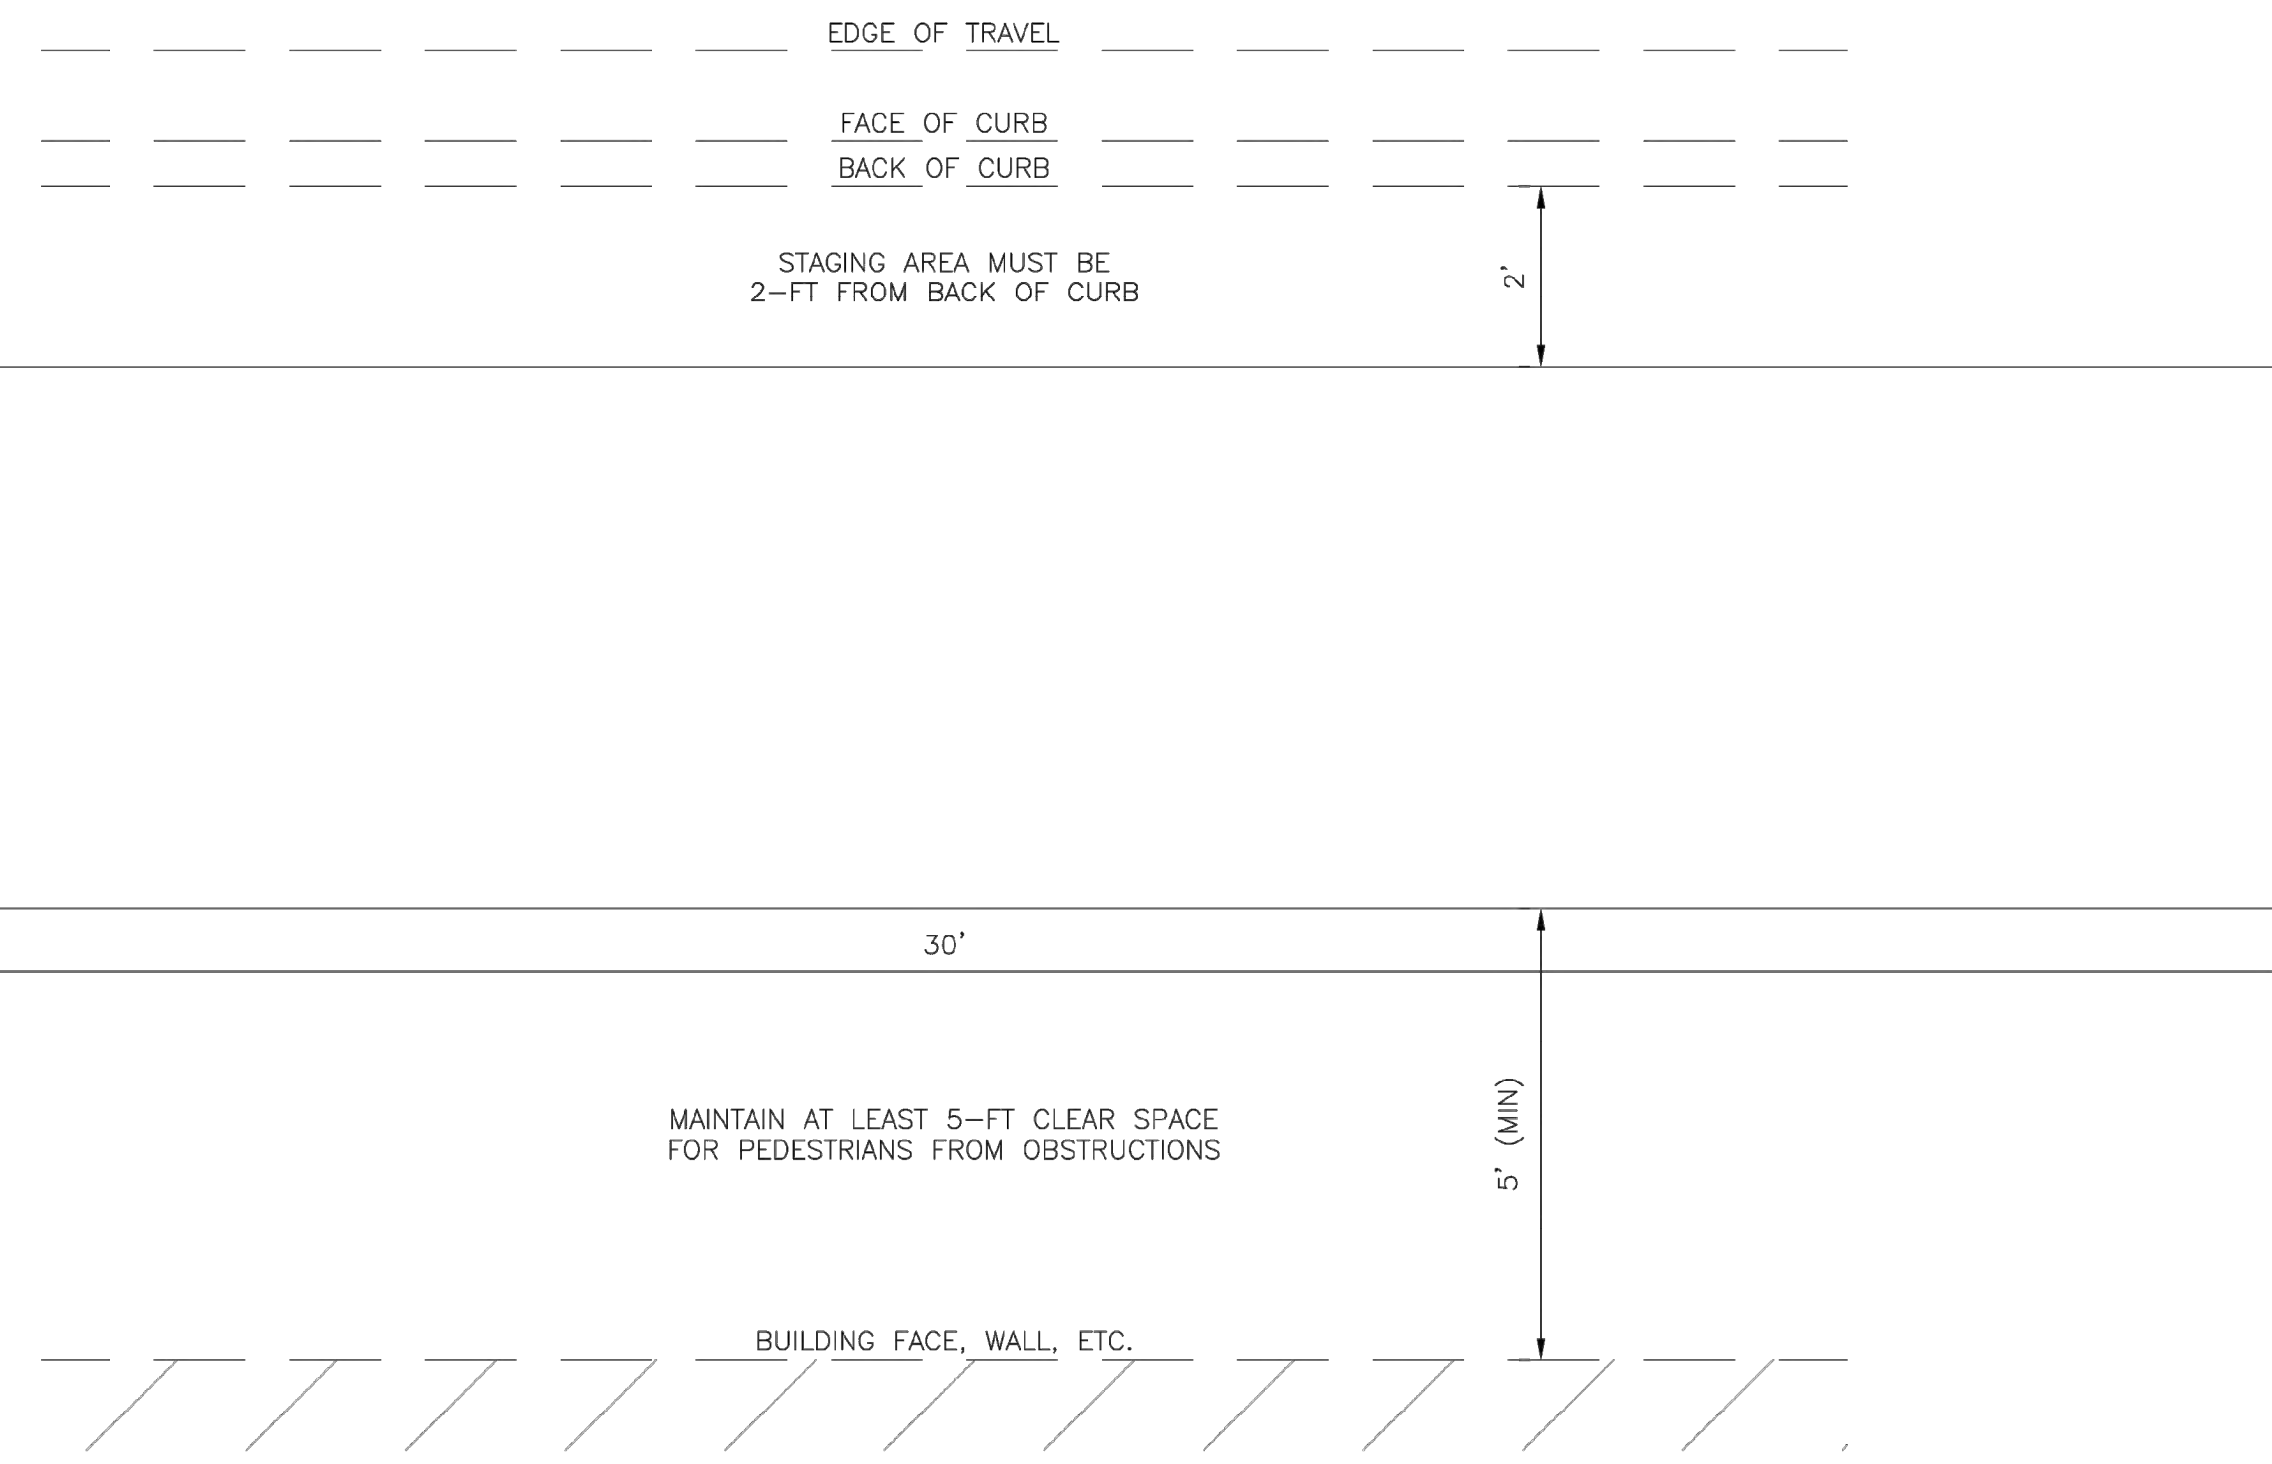 EDGE OF TRAVEL
FACE OF CURB
BACK OF CURB
STAGING AREA MUST BE
2-FT FROM BACK OF CURB
2'
30'
MAINTAIN AT LEAST 5-FT CLEAR SPACE
FOR PEDESTRIANS FROM OBSTRUCTIONS
5' (MIN)
BUILDING FACE, WALL, ETC.